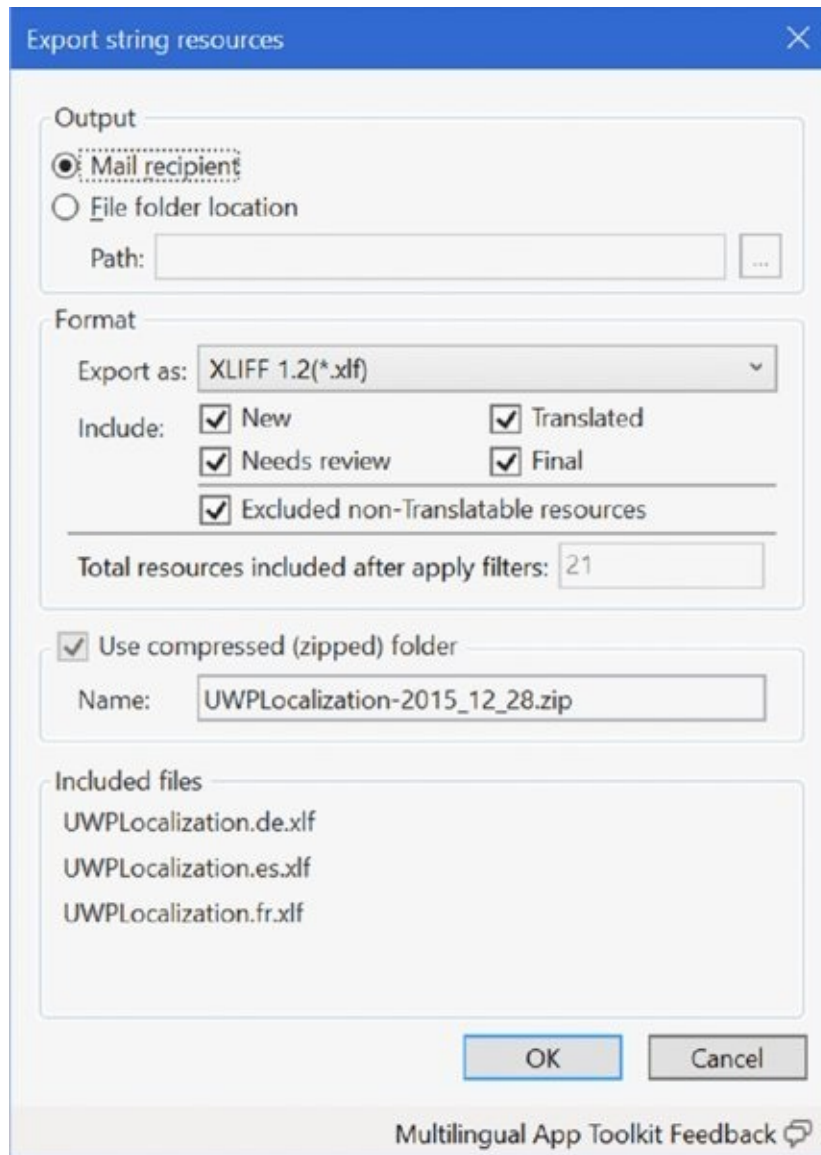 Export string resources
Output
Mail recipient
File folder location
Path:
...
Format
Export as: XLIFF 1.2(*.xlf)
Include: New Translated
Needs review Final
Excluded non-Translatable resources
Total resources included after apply filters: 21
Use compressed (zipped) folder
Name: UWPLocalization-2015_12_28.zip
Included files
UWPLocalization.de.xlf
UWPLocalization.es.xlf
UWPLocalization.fr.xlf
OK Cancel
Multilingual App Toolkit Feedback